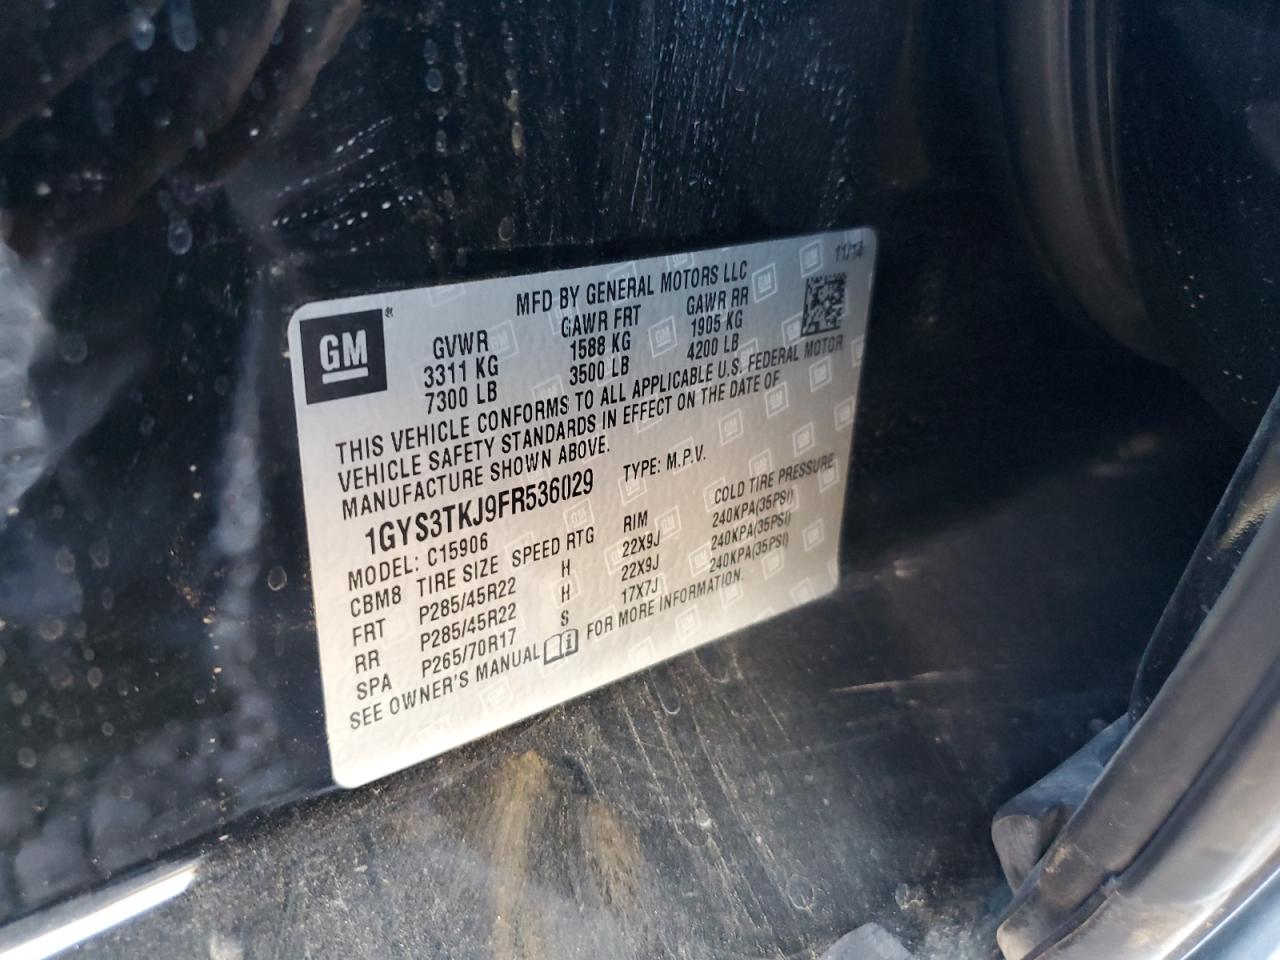 11/14
MFD BY GENERAL MOTORS LLC
GM®
GVWR GAWR FRT GAWR RR
3311 KG 1588 KG 1905 KG
7300 LB 3500 LB 4200 LB
THIS VEHICLE CONFORMS TO ALL APPLICABLE U.S. FEDERAL MOTOR
VEHICLE SAFETY STANDARDS IN EFFECT ON THE DATE OF
MANUFACTURE SHOWN ABOVE.
1GYS3TKJ9FR536029 TYPE: M.P.V.
MODEL: C15906
CBM8 TIRE SIZE SPEED RTG RIM COLD TIRE PRESSURE
FRT P285/45R22 H 22X9J 240KPA(35PSI)
RR P285/45R22 H 22X9J 240KPA(35PSI)
SPA P265/70R17 S 17X7J 240KPA(35PSI)
SEE OWNER'S MANUAL FOR MORE INFORMATION.